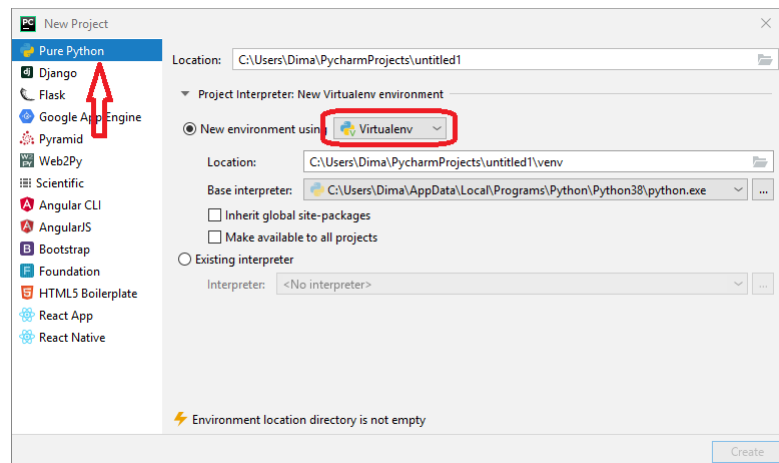 New Project
Pure Python
Django
Flask
Google App Engine
Pyramid
Web2Py
Scientific
Angular CLI
AngularJS
Bootstrap
Foundation
HTML5 Boilerplate
React App
React Native
Location: C:\Users\Dima\PycharmProjects\untitled1
Project Interpreter: New Virtualenv environment
New environment using Virtualenv
Location: C:\Users\Dima\PycharmProjects\untitled1\venv
Base interpreter: C:\Users\Dima\AppData\Local\Programs\Python\Python38\python.exe ...
Inherit global site-packages
Make available to all projects
Existing interpreter
Interpreter: <No interpreter> ...
Environment location directory is not empty
Create